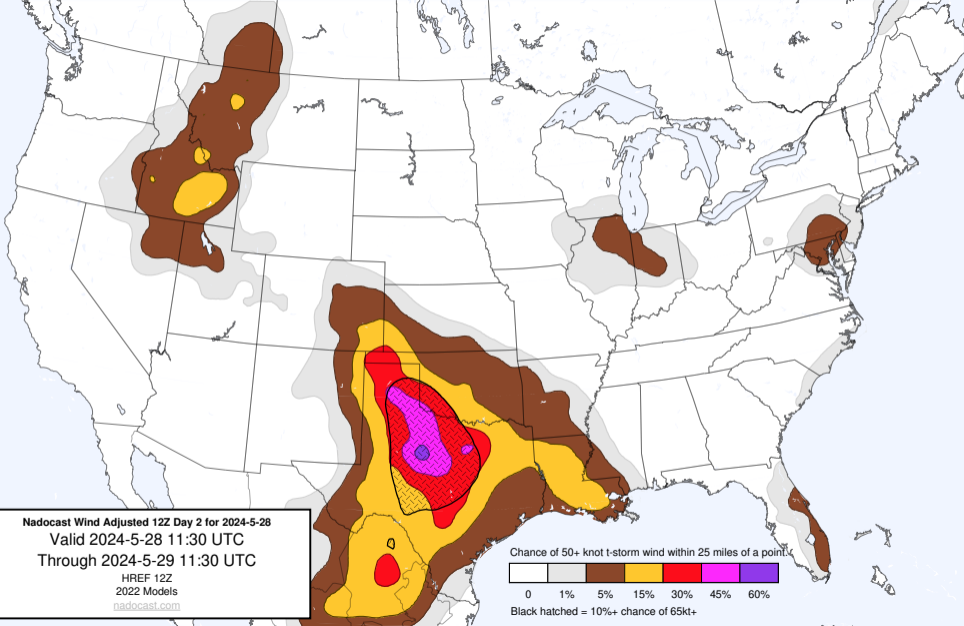 Nadocast Wind Adjusted 12Z Day 2 for 2024-5-28
Valid 2024-5-28 11:30 UTC
Through 2024-5-29 11:30 UTC
HREF 12Z
2022 Models
nadocast.com
Chance of 50+ knot t-storm wind within 25 miles of a point.
0 1% 5% 15% 30% 45% 60%
Black hatched = 10%+ chance of 65kt+